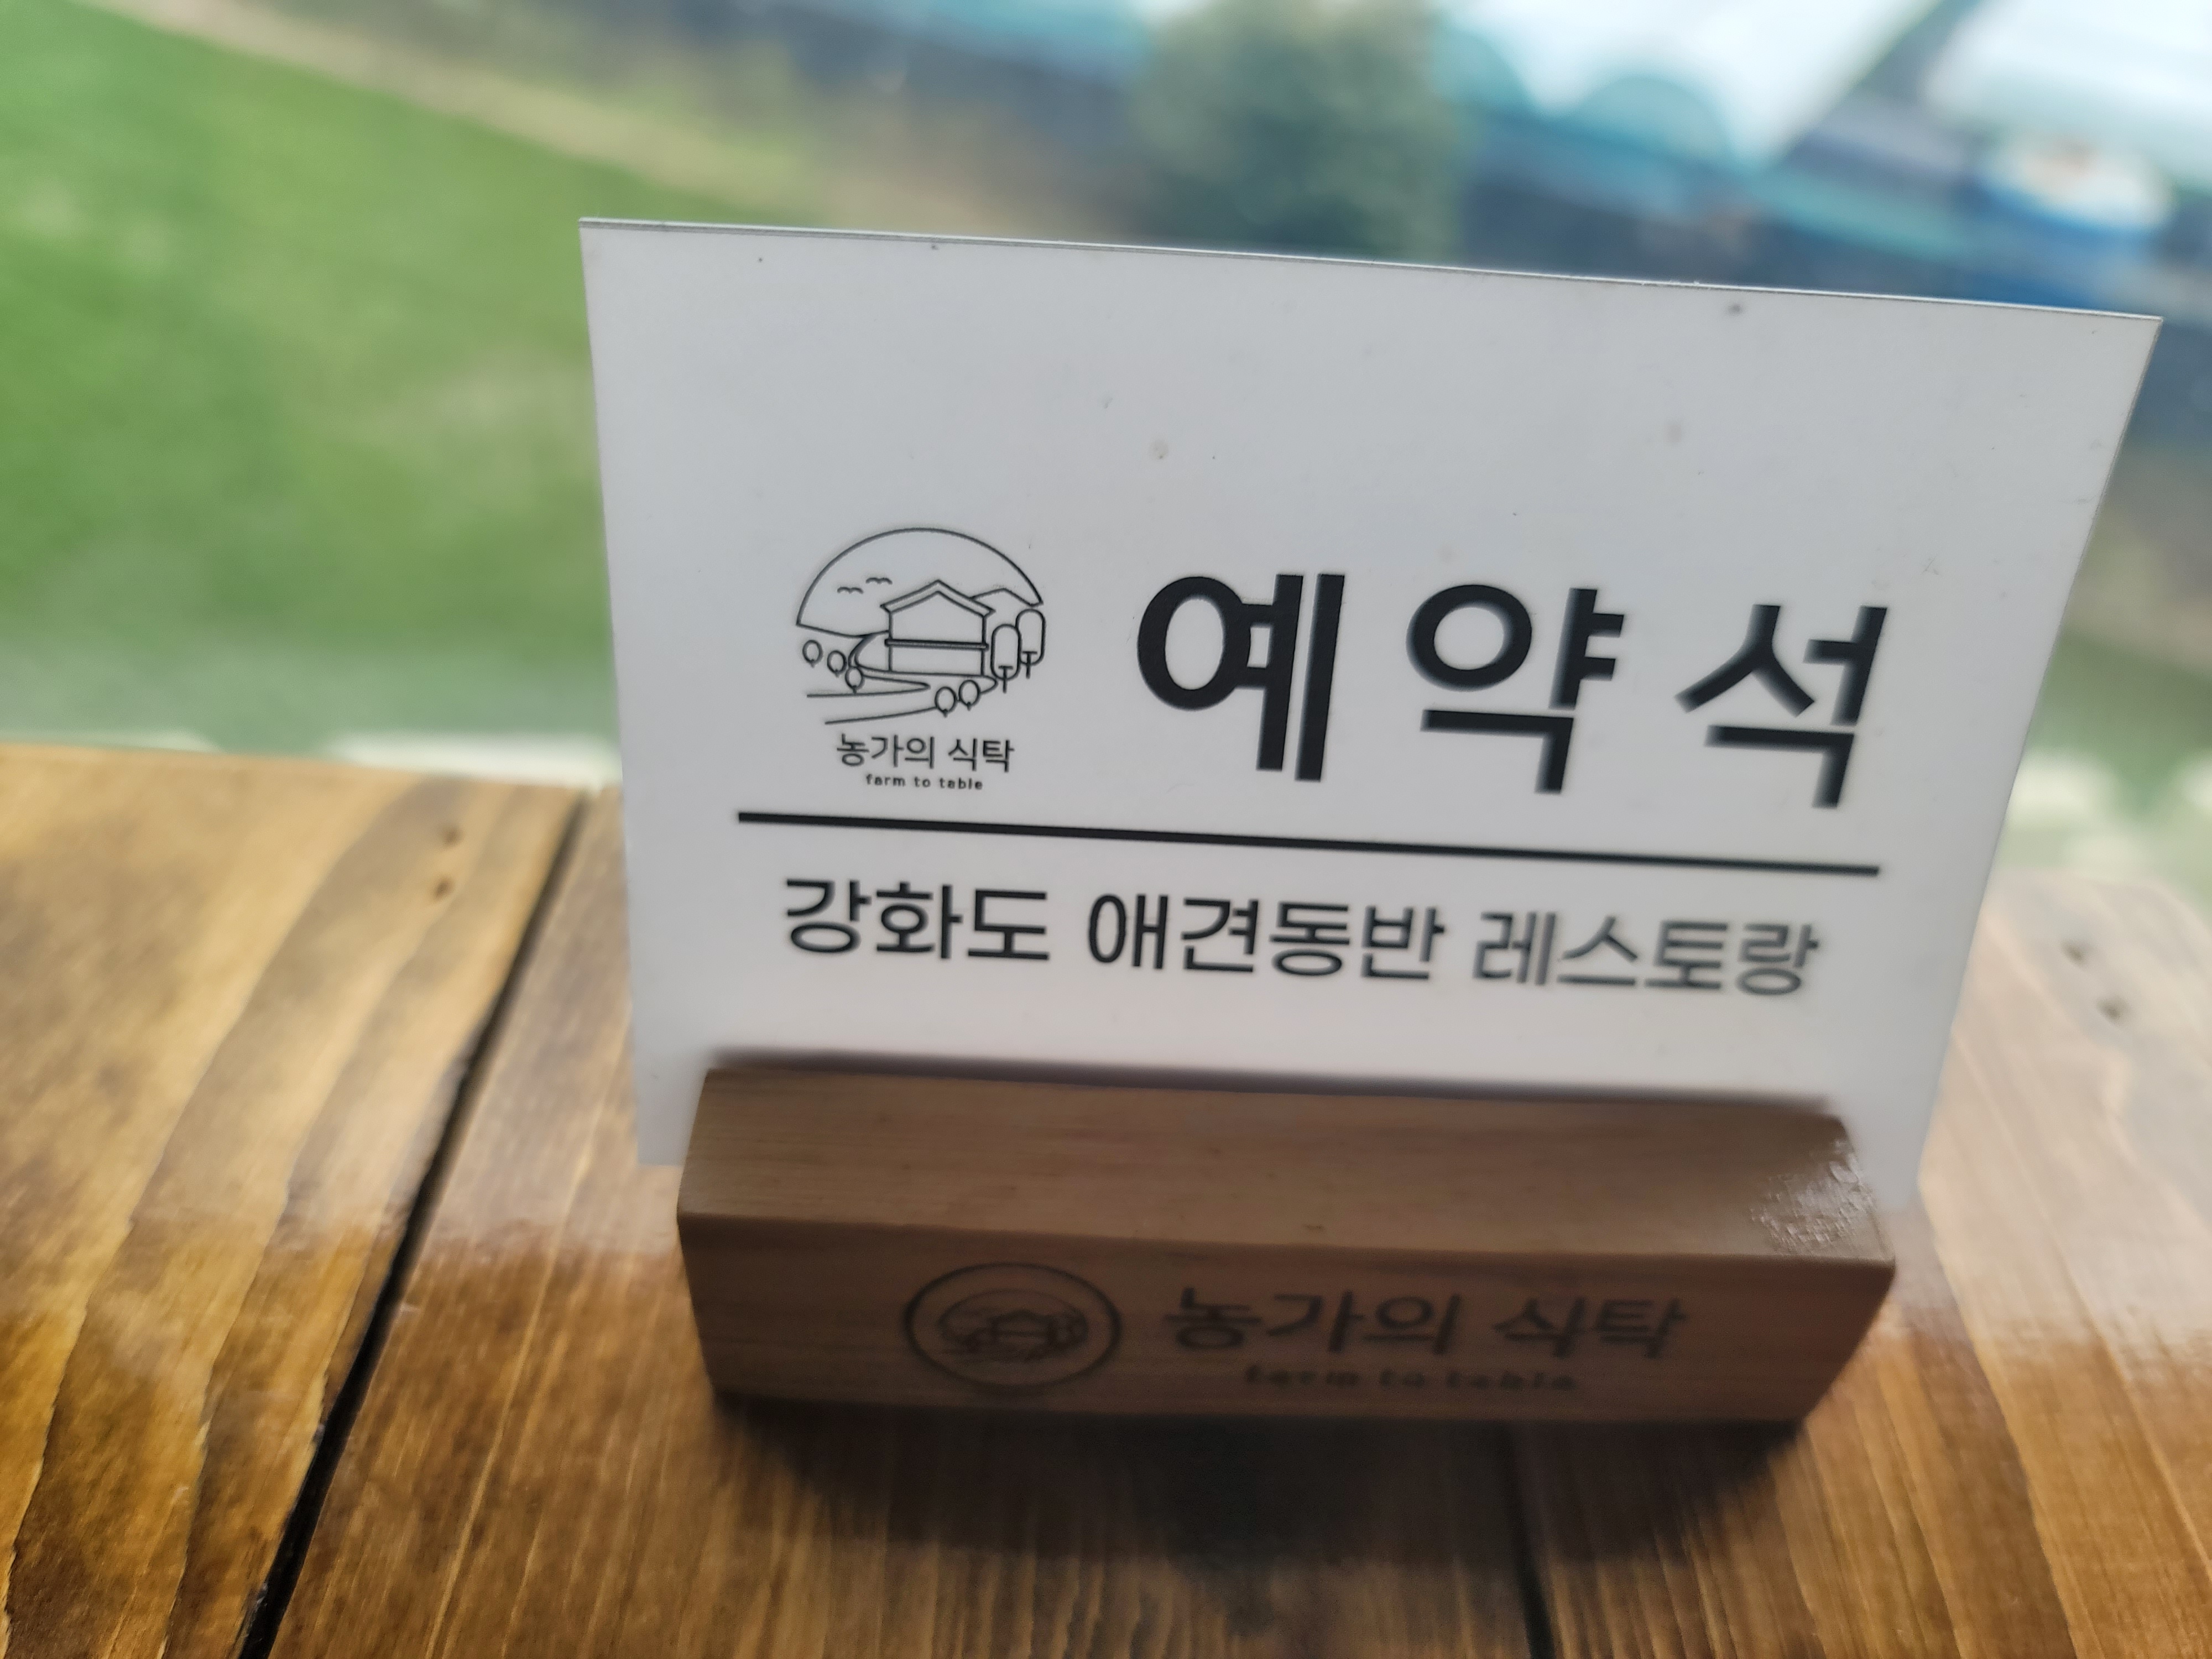 예약석
농가의 식탁
farm to table
강화도 애견동반 레스토랑
농가의 식탁
farm to table